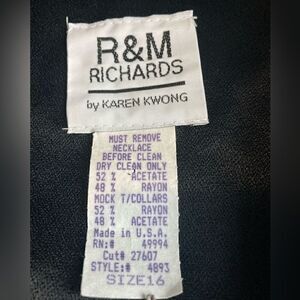 R&M
RICHARDS
by KAREN KWONG
MUST REMOVE
NECKLACE
BEFORE CLEAN
DRY CLEAN ONLY
52 % ACETATE
48 % RAYON
MOCK T/COLLARS
52 % RAYON
48 % ACETATE
Made in U.S.A.
RN:# 49994
Cut# 27607
STYLE:# 4893
SIZE16